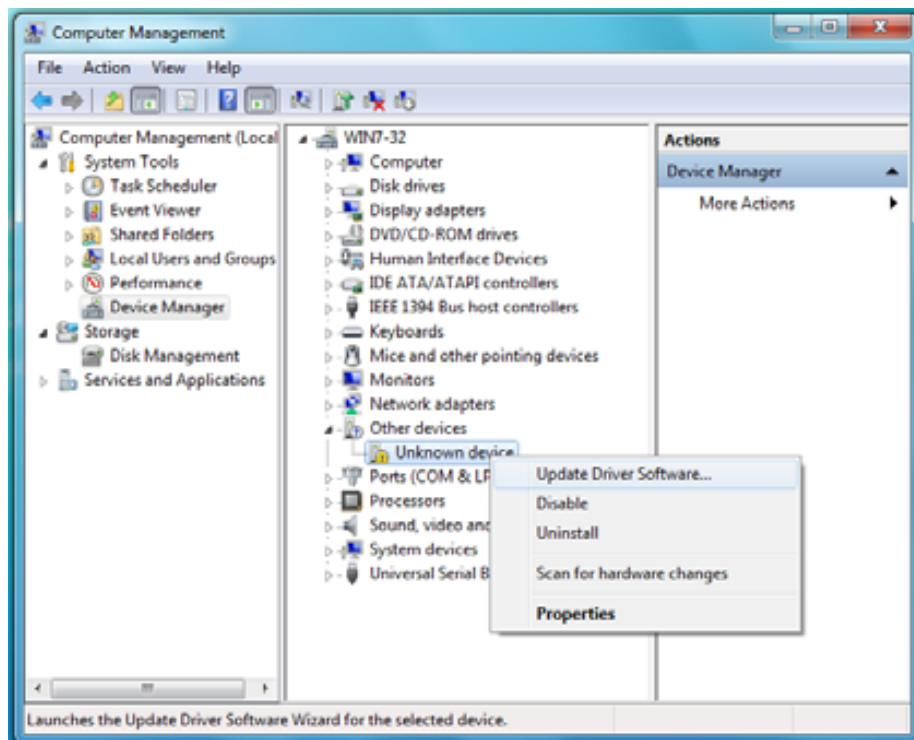 Computer Management
File Action View Help
Computer Management (Local
System Tools
Task Scheduler
Event Viewer
Shared Folders
Local Users and Groups
Performance
Device Manager
Storage
Disk Management
Services and Applications
WIN7-32
Computer
Disk drives
Display adapters
DVD/CD-ROM drives
Human Interface Devices
IDE ATA/ATAPI controllers
IEEE 1394 Bus host controllers
Keyboards
Mice and other pointing devices
Monitors
Network adapters
Other devices
Unknown device
Ports (COM & LP
Processors
Sound, video and
System devices
Universal Serial B
Update Driver Software...
Disable
Uninstall
Scan for hardware changes
Properties
Actions
Device Manager
More Actions
Launches the Update Driver Software Wizard for the selected device.